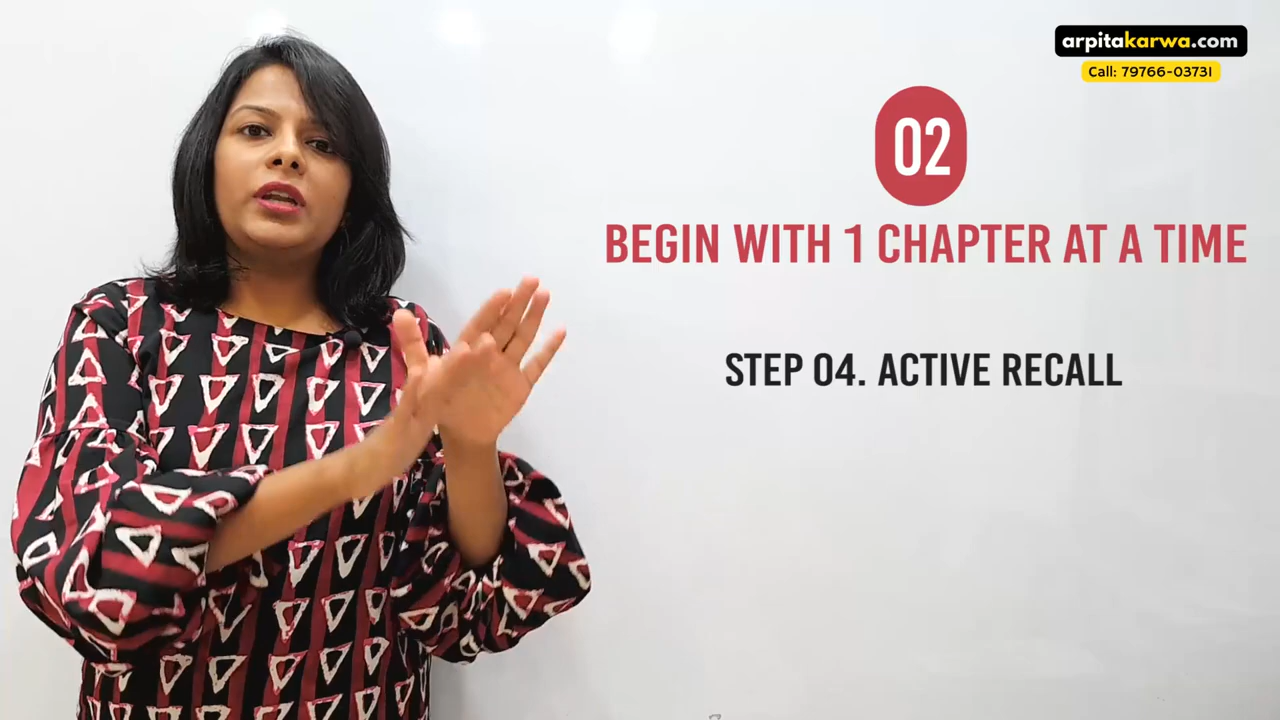 arpitakarwa.com
Call: 79766-03731
02
BEGIN WITH 1 CHAPTER AT A TIME
STEP 04. ACTIVE RECALL